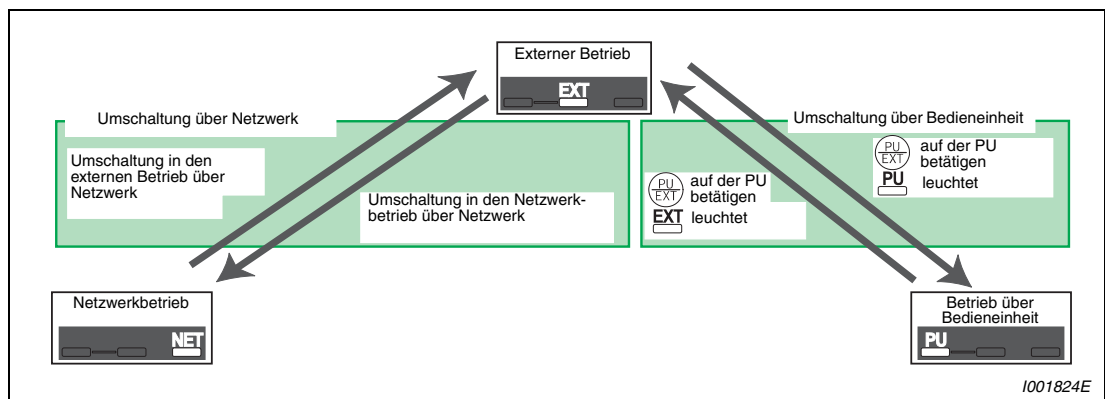 Externer Betrieb
EXT
Umschaltung über Netzwerk
Umschaltung in den
externen Betrieb über
Netzwerk
Umschaltung in den Netzwerk-
betrieb über Netzwerk
Umschaltung über Bedieneinheit
PU
EXT
auf der PU
betätigen
PU leuchtet
PU
EXT
auf der PU
betätigen
EXT leuchtet
Netzwerkbetrieb
NET
Betrieb über
Bedieneinheit
PU
I001824E